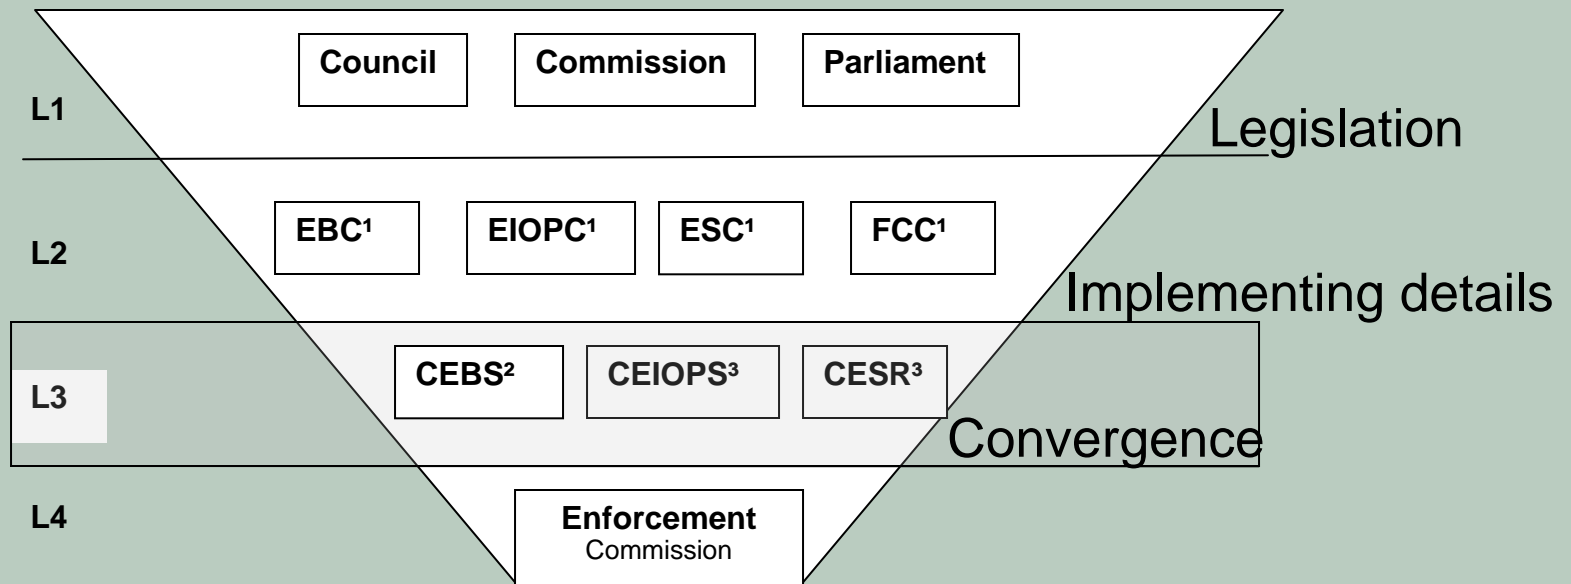 Council Commission Parliament
L1
Legislation
EBC¹ EIOPC¹ ESC¹ FCC¹
L2
Implementing details
CEBS² CEIOPS³ CESR³
L3
Convergence
L4
Enforcement
Commission